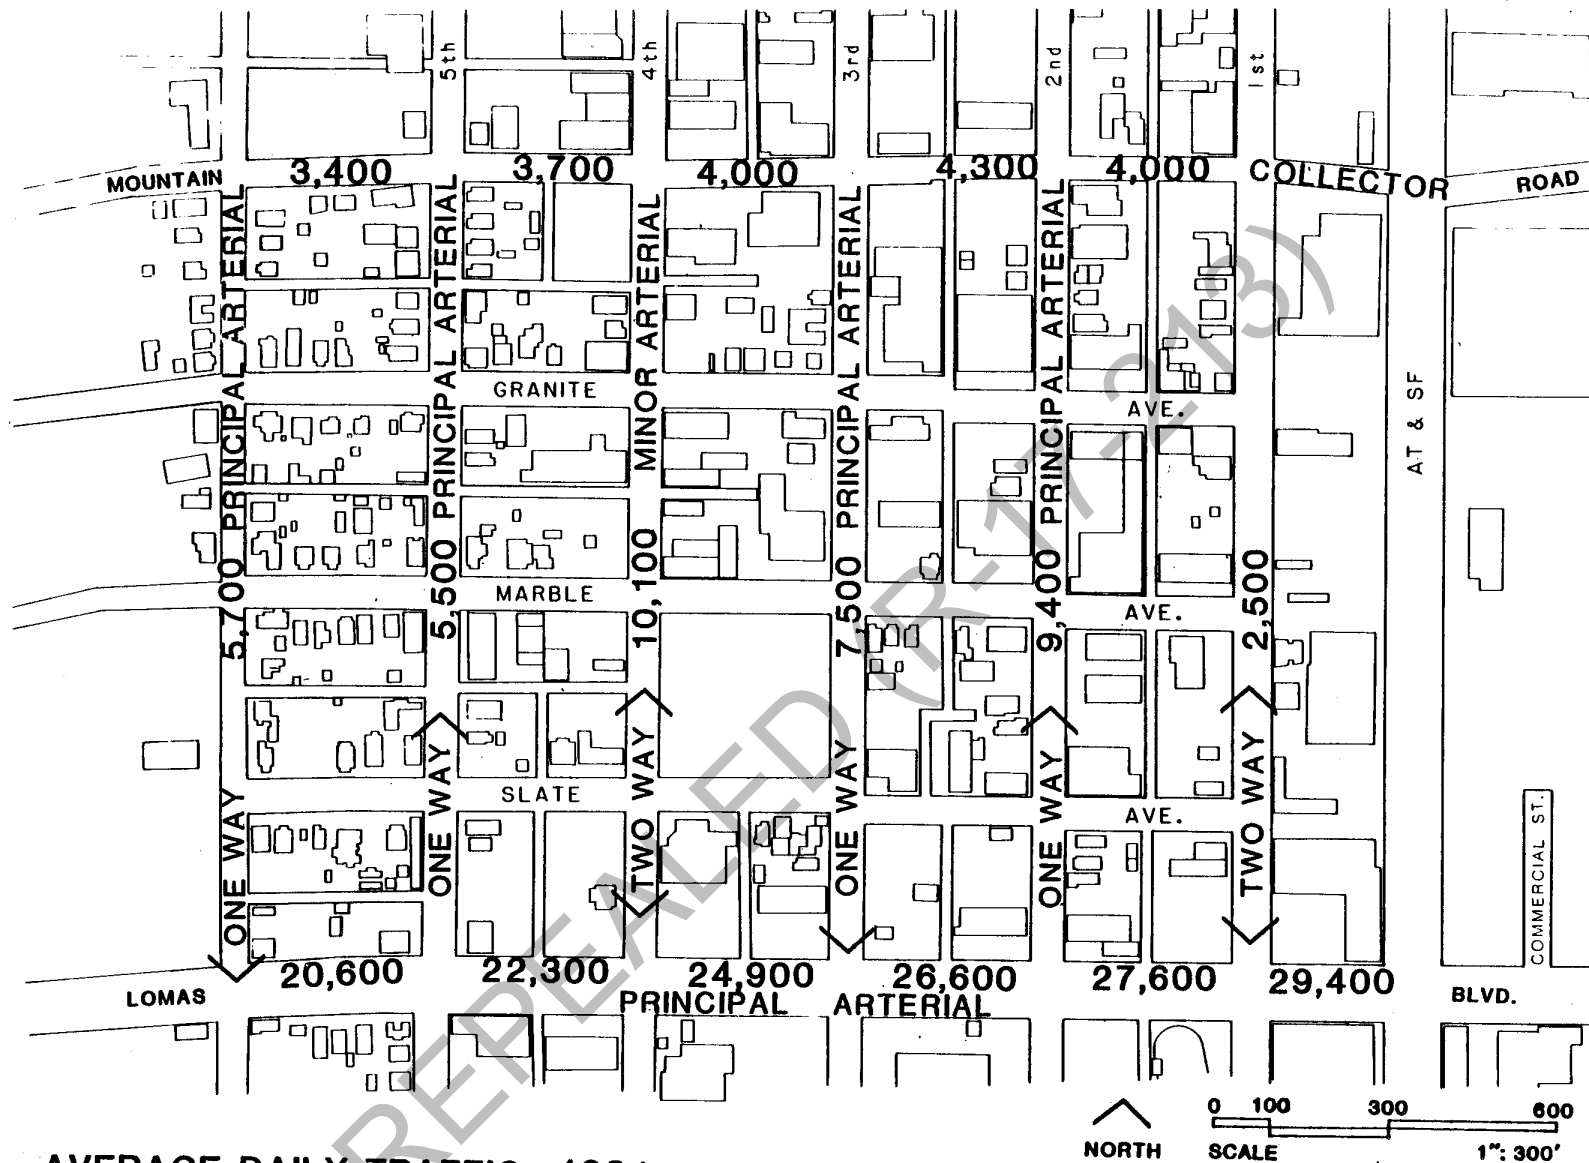 5th
4th
3rd
2nd
1st
MOUNTAIN
3,400
3,700
4,000
4,300
4,000
COLLECTOR
ROAD
5,700 PRINCIPAL ARTERIAL
5,500 PRINCIPAL ARTERIAL
10,100 MINOR ARTERIAL
7,500 PRINCIPAL ARTERIAL
9,400 PRINCIPAL ARTERIAL
2,500
GRANITE
AVE.
AT & SF
MARBLE
AVE.
SLATE
AVE.
ONE WAY
ONE WAY
TWO WAY
ONE WAY
ONE WAY
TWO WAY
COMMERCIAL ST.
20,600
22,300
24,900
26,600
27,600
29,400
LOMAS
PRINCIPAL ARTERIAL
BLVD.
REPEALED (R-17-213)
0 100 300 600
NORTH
SCALE
1": 300'
AVERAGE DAILY TRAFFIC